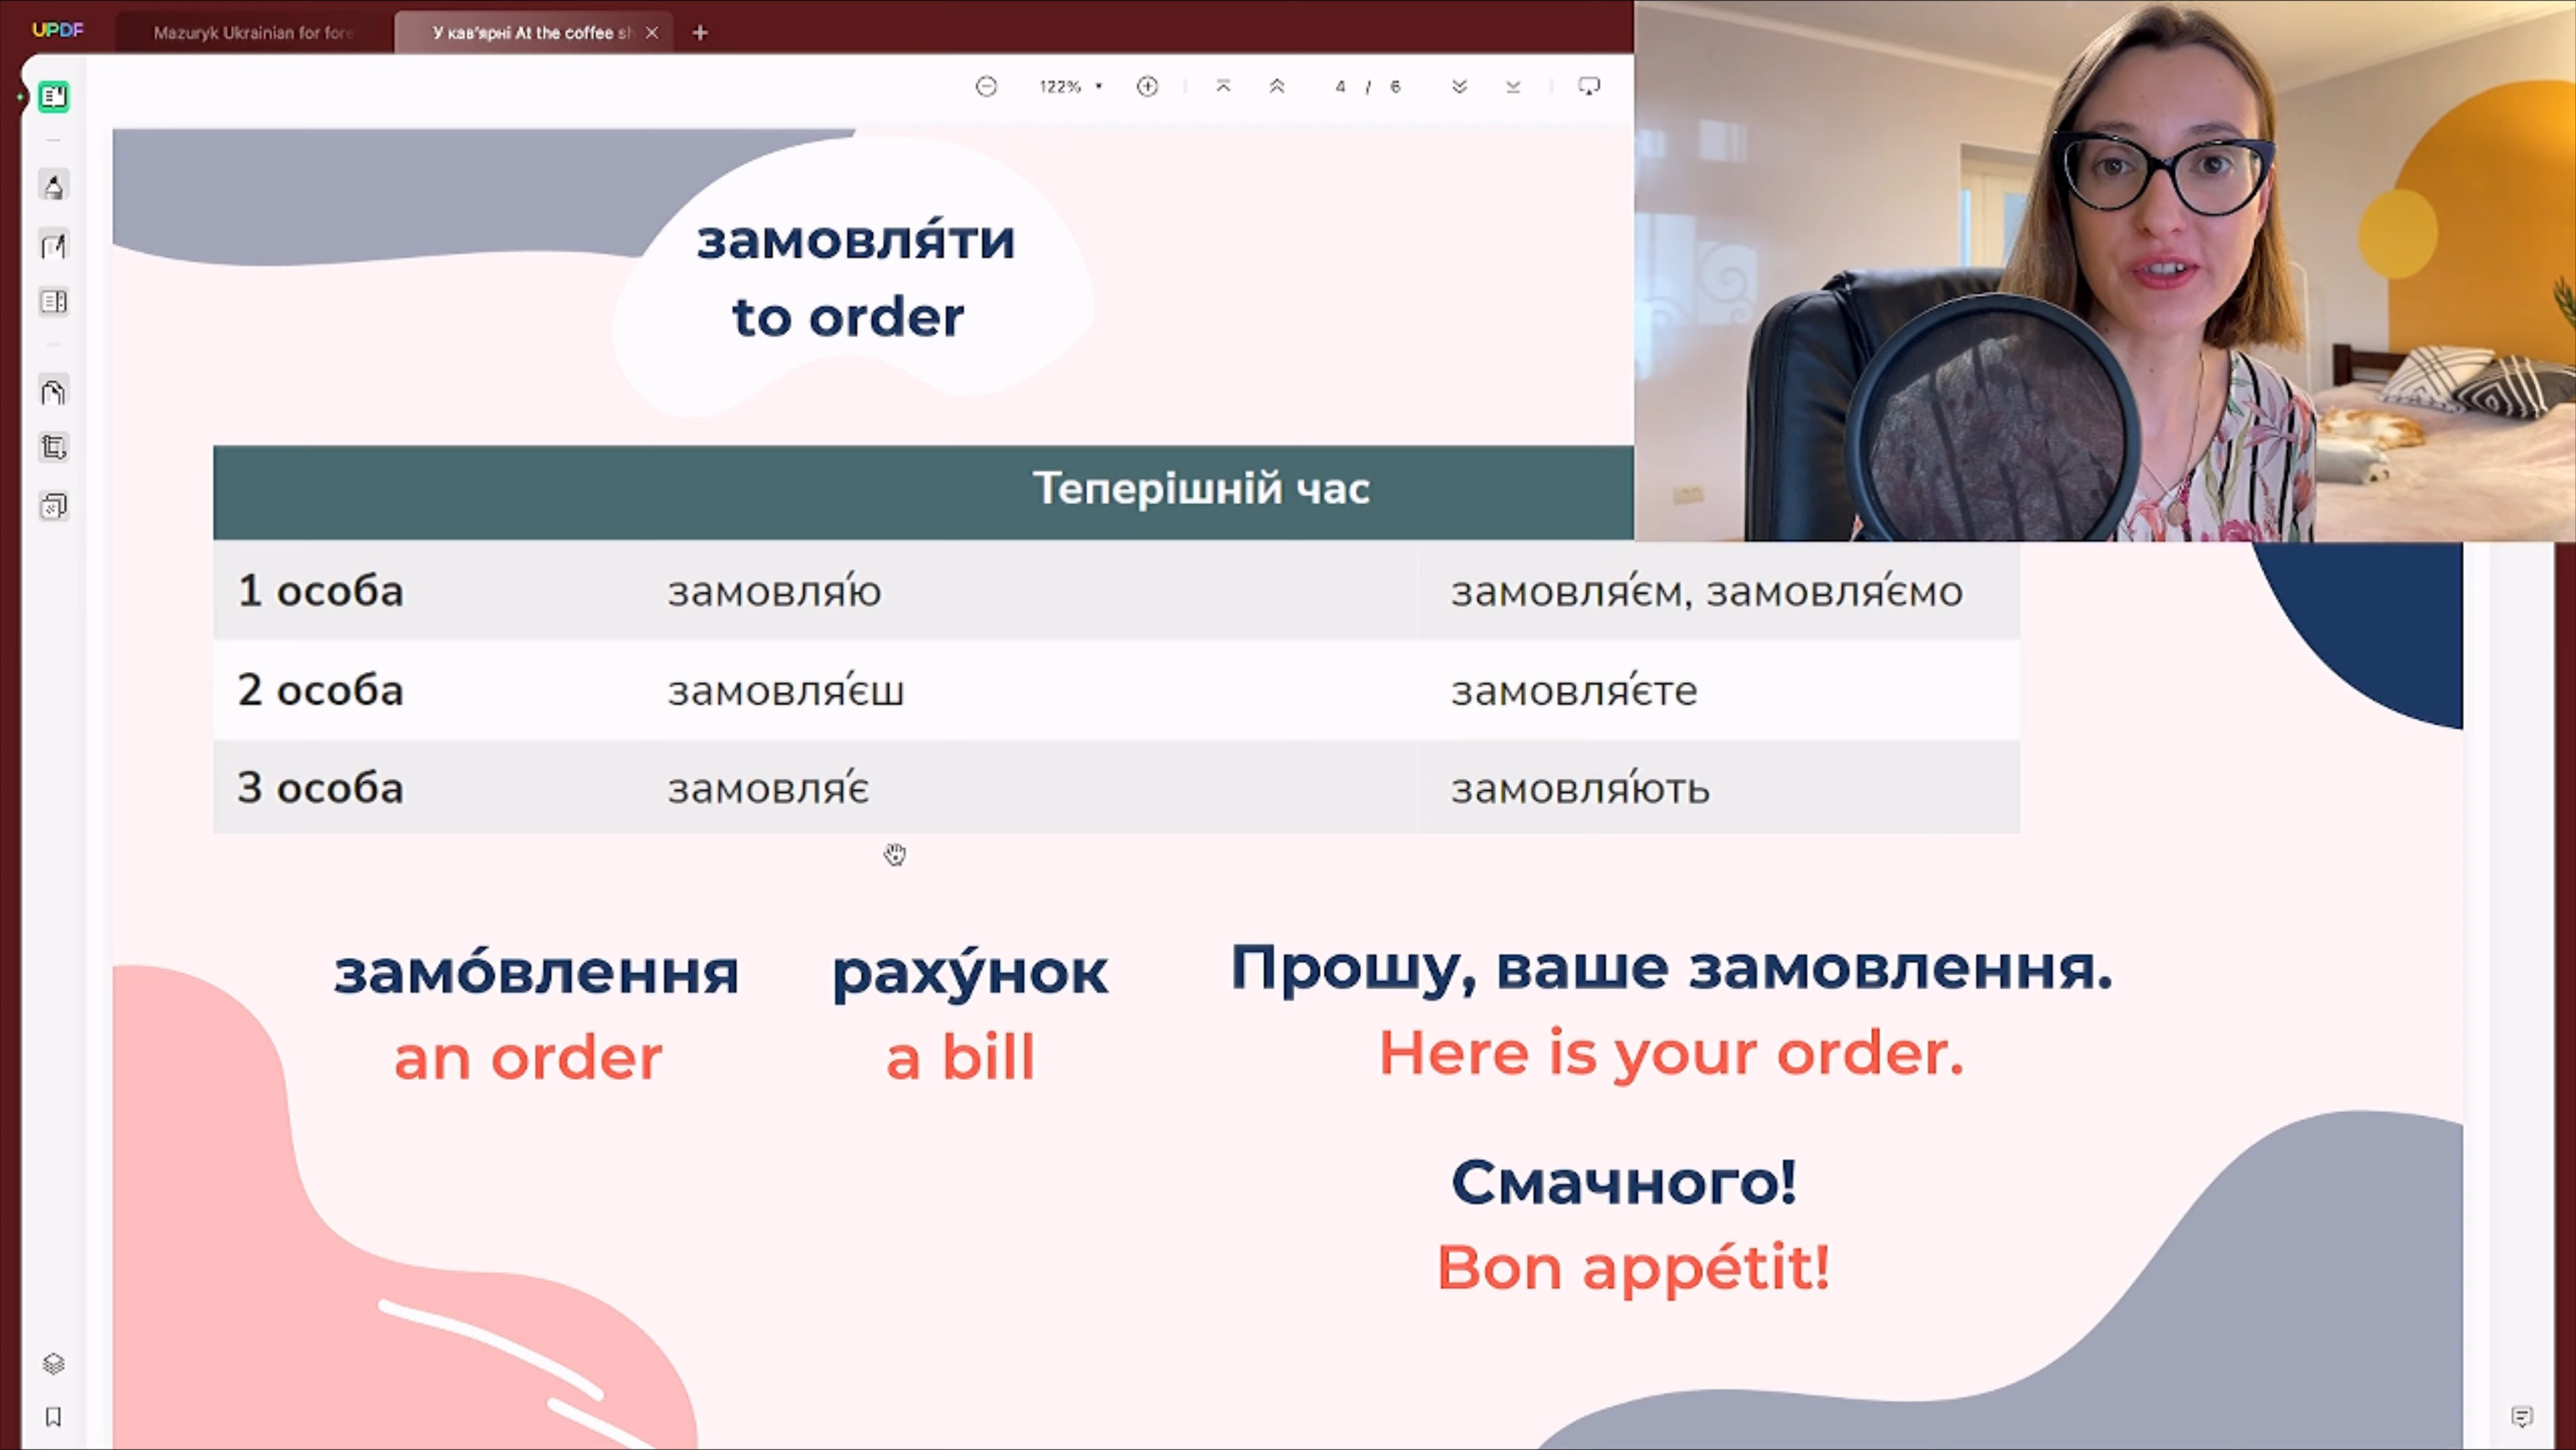 UPDF
Mazuryk Ukrainian for fore
У кав'ярні At the coffee sh
122%
4 / 6
замовля́ти
to order
Теперішній час
1 особа замовля́ю замовля́єм, замовля́ємо
2 особа замовля́єш замовля́єте
3 особа замовля́є замовля́ють
замо́влення
an order
раху́нок
a bill
Прошу, ваше замовлення.
Here is your order.
Смачного!
Bon appétit!